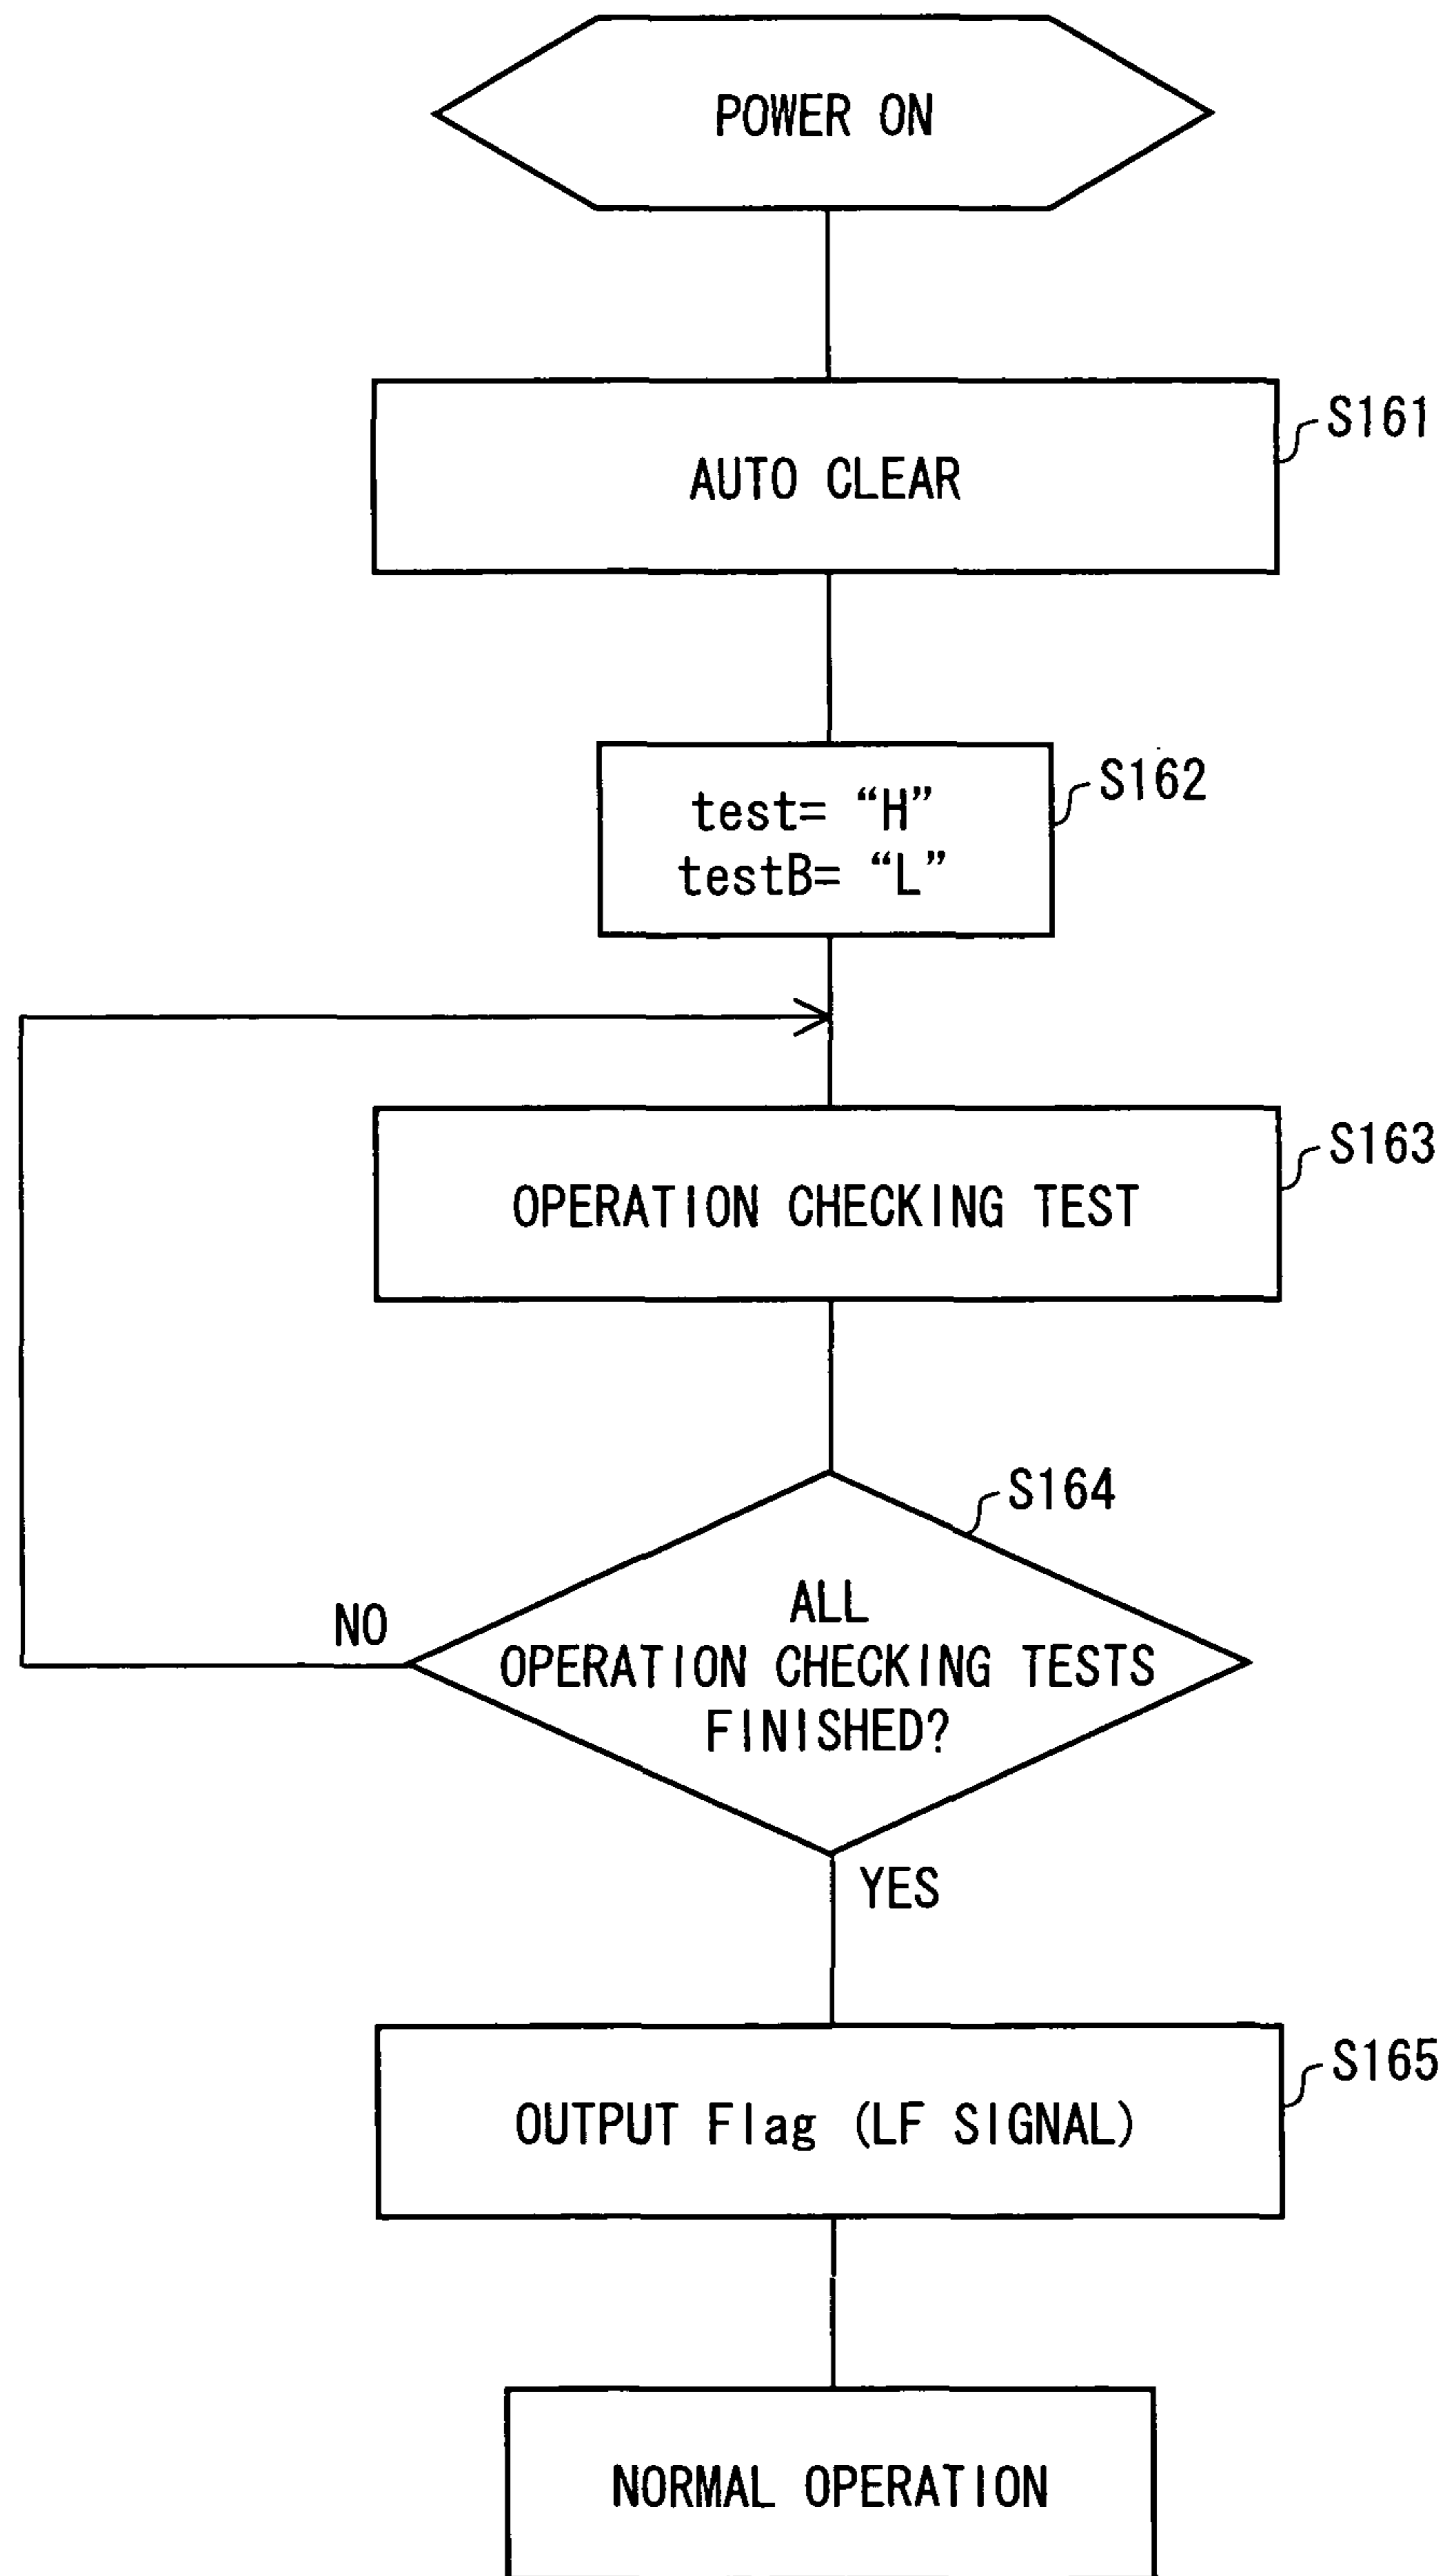 POWER ON
S161
AUTO CLEAR
S162
test= “H”
testB= “L”
S163
OPERATION CHECKING TEST
S164
ALL
OPERATION CHECKING TESTS
FINISHED?
NO
YES
S165
OUTPUT Flag (LF SIGNAL)
NORMAL OPERATION